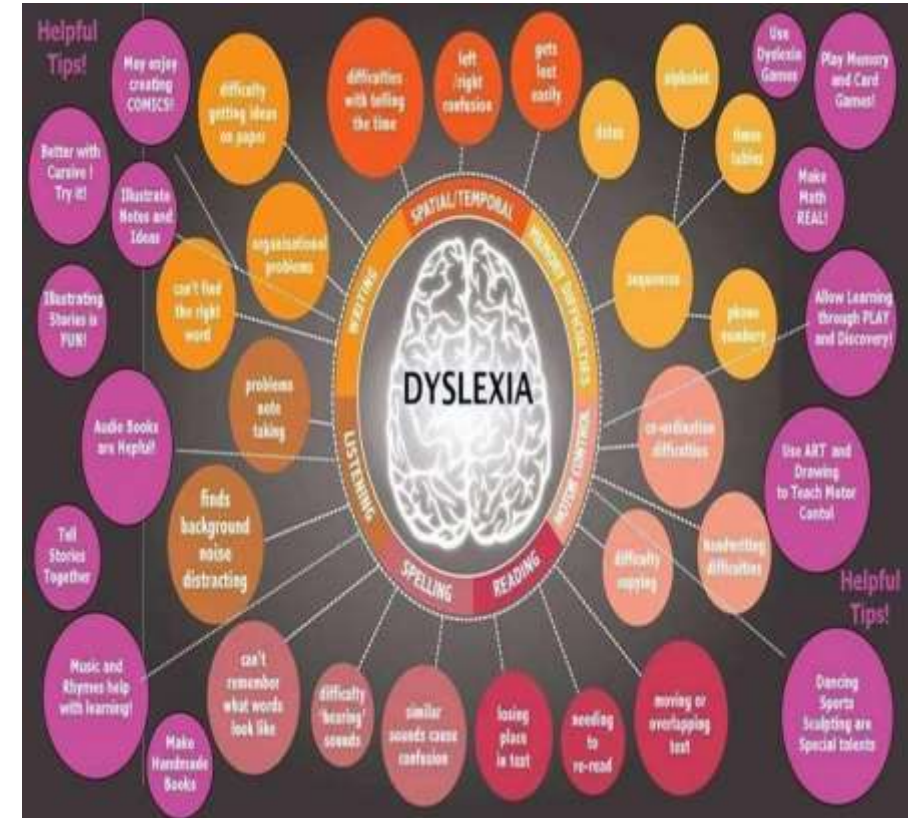 Helpful
Tips!
May enjoy
creating
COMICS!
Better with
Cursive !
Try it!
Illustrate
Notes and
Ideas
Illustrating
Stories is
FUN!
Audio Books
are Hepful!
Tell
Stories
Together
Music and
Rhymes help
with learning!
Make
Handmade
Books
difficulty
getting ideas
on paper
organisational
problems
can't find
the right
word
problems
note
taking
finds
background
noise
distracting
can't
remember
what words
look like
difficulty
'hearing'
sounds
similar
sounds cause
confusion
losing
place
in text
needing
to
re-read
moving or
overlapping
text
difficulties
with telling
the time
left
/right
confusion
gets
lost
easily
dates
alphabet
times
tables
sequences
phone
numbers
co-ordination
difficulties
difficulty
copying
handwriting
difficulties
SPATIAL/TEMPORAL
MEMORY DIFFICULTIES
MOTOR CONTROL
READING
SPELLING
LISTENING
WRITING
DYSLEXIA
Use
Dyslexia
Games
Play Memory
and Card
Games!
Make
Math
REAL!
Allow Learning
through PLAY
and Discovery!
Use ART and
Drawing
to Teach Motor
Contol
Helpful
Tips!
Dancing
Sports
Sculpting are
Special talents